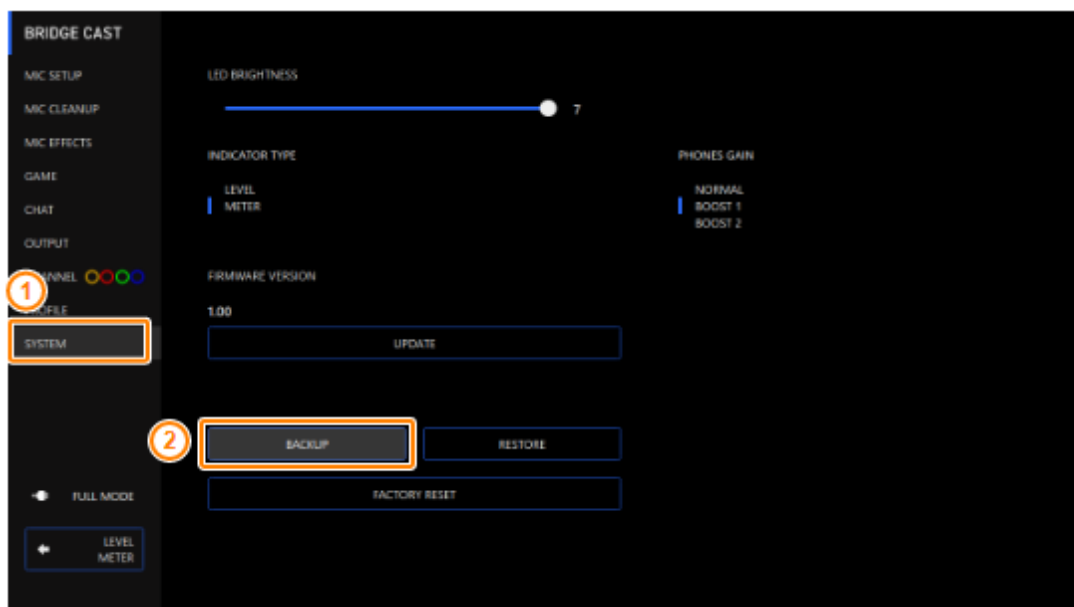 BRIDGE CAST
MIC SETUP
MIC CLEANUP
MIC EFFECTS
GAME
CHAT
OUTPUT
1
SYSTEM
FULL MODE
LEVEL
METER
LED BRIGHTNESS
7
INDICATOR TYPE
LEVEL
METER
PHONES GAIN
NORMAL
BOOST 1
BOOST 2
FIRMWARE VERSION
1.00
UPDATE
2
BACKUP
RESTORE
FACTORY RESET